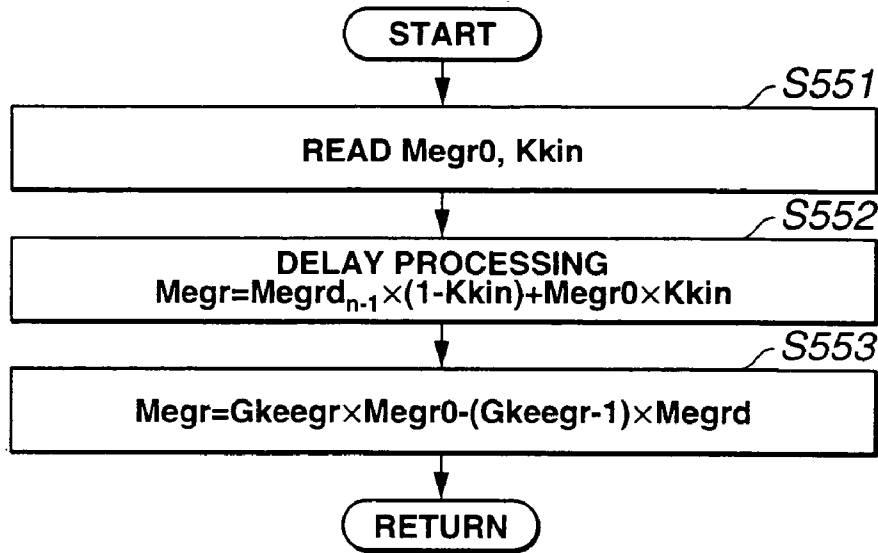 START
S551
READ Megr0, Kkin
S552
DELAY PROCESSING
Megr=Megrdₙ₋₁×(1-Kkin)+Megr0×Kkin
S553
Megr=Gkeegr×Megr0-(Gkeegr-1)×Megrd
RETURN